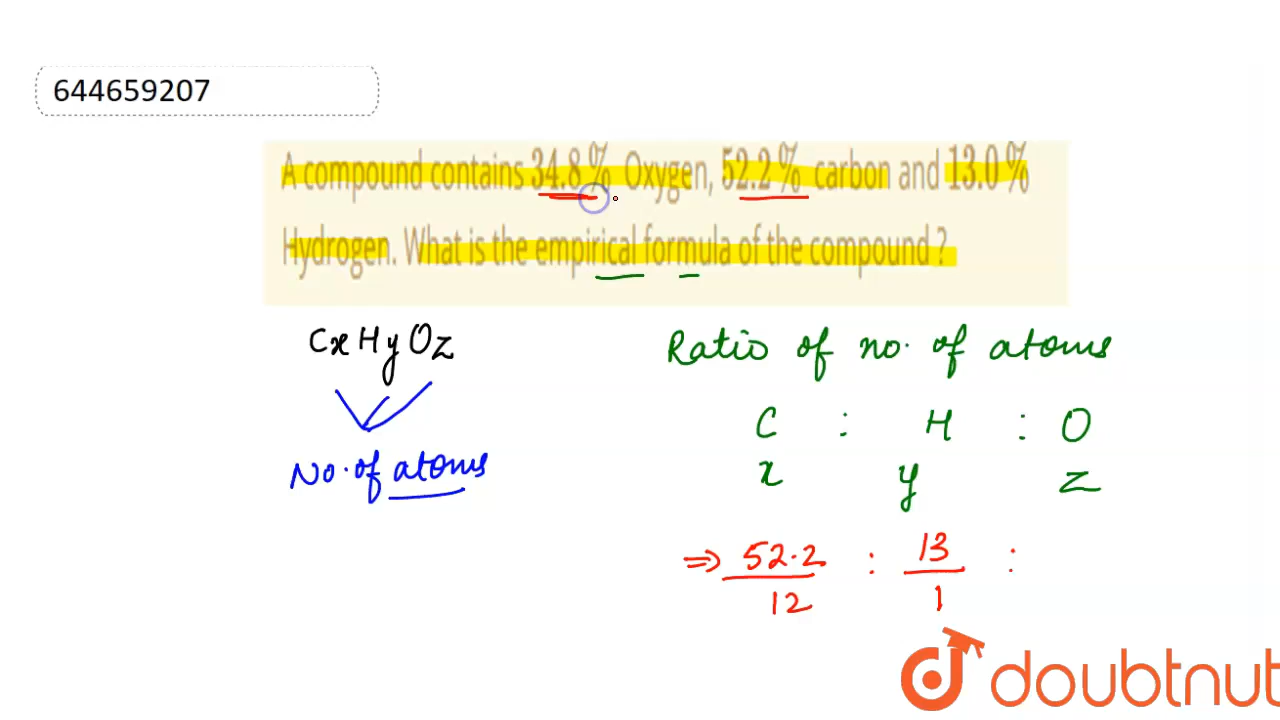 644659207
A compound contains 34.8% Oxygen, 52.2% carbon and 13.0%
Hydrogen. What is the empirical formula of the compound ?
CxHyOz
No. of atoms
Ratio of no. of atoms
C : H : O
x y z
⇒ 52.2 : 13 :
12 1
doubtnut